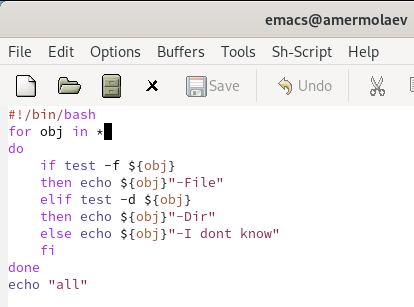 emacs@amermolaev
File Edit Options Buffers Tools Sh-Script Help
Save Undo
#!/bin/bash
for obj in *
do
    if test -f ${obj}
    then echo ${obj}"-File"
    elif test -d ${obj}
    then echo ${obj}"-Dir"
    else echo ${obj}"-I dont know"
    fi
done
echo "all"